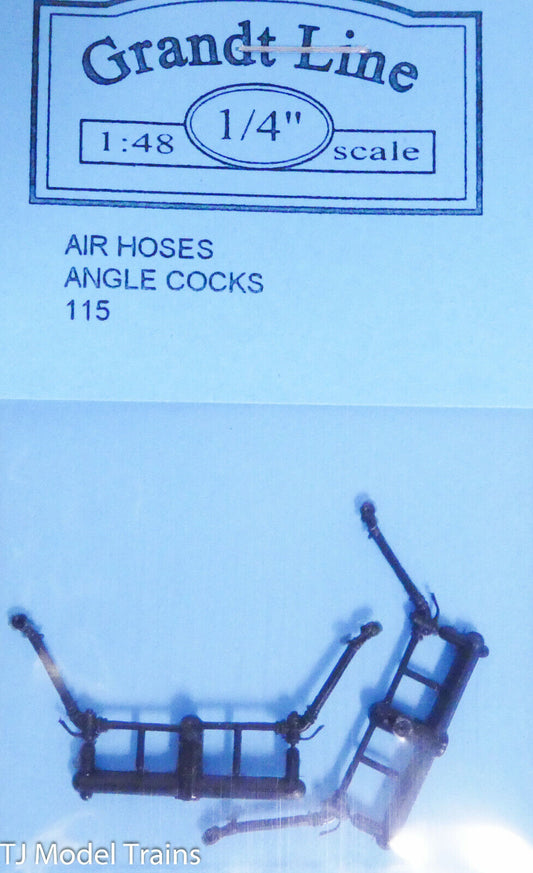 Grandt Line
1/4"
1:48 scale
AIR HOSES
ANGLE COCKS
115
TJ Model Trains